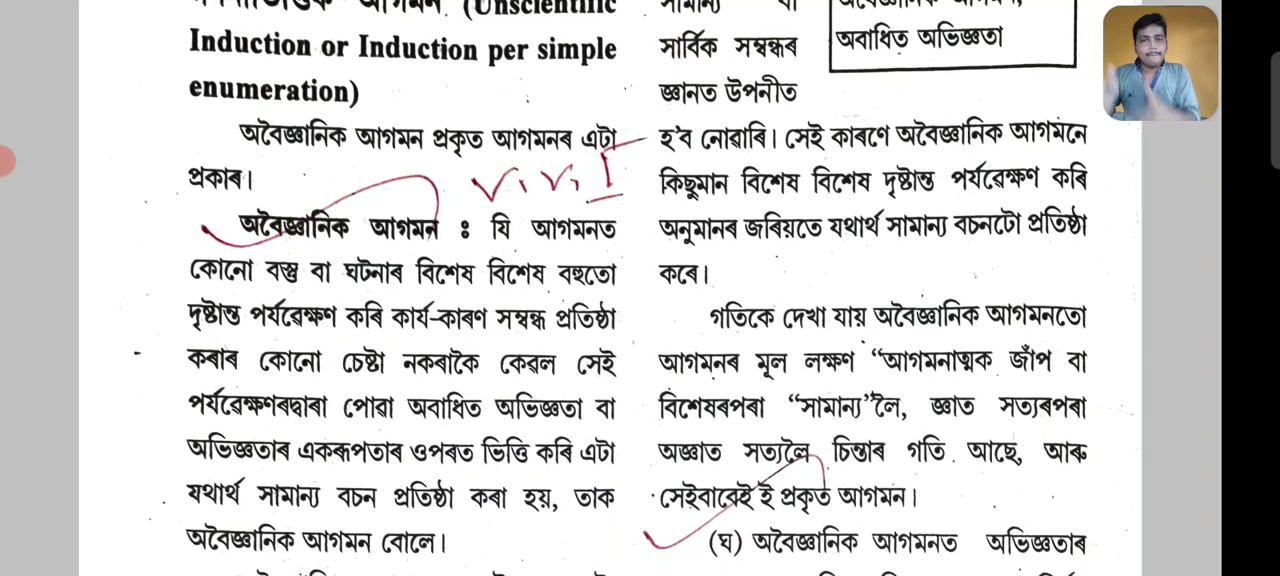 (Unscientific
Induction or Induction per simple
enumeration)
অবৈজ্ঞানিক আগমন প্ৰকৃত আগমনৰ এটা
প্ৰকাৰ।
V. V. I
অবৈজ্ঞানিক আগমন : যি আগমনত
কোনো বস্তু বা ঘটনাৰ বিশেষ বিশেষ বহুতো
দৃষ্টান্ত পৰ্যৱেক্ষণ কৰি কাৰ্য-কাৰণ সম্বন্ধ প্ৰতিষ্ঠা
কৰাৰ কোনো চেষ্টা নকৰাকৈ কেৱল সেই
পৰ্যৱেক্ষণৰদ্বাৰা পোৱা অবাধিত অভিজ্ঞতা বা
অভিজ্ঞতাৰ একৰূপতাৰ ওপৰত ভিত্তি কৰি এটা
যথাৰ্থ সামান্য বচন প্ৰতিষ্ঠা কৰা হয়, তাক
অবৈজ্ঞানিক আগমন বোলে।
সামান্য বা
সাৰ্বিক সম্বন্ধৰ
জ্ঞানত উপনীত
অবাধিত অভিজ্ঞতা
হ'ব নোৱাৰি। সেই কাৰণে অবৈজ্ঞানিক আগমনে
কিছুমান বিশেষ বিশেষ দৃষ্টান্ত পৰ্যৱেক্ষণ কৰি
অনুমানৰ জৰিয়তে যথাৰ্থ সামান্য বচনটো প্ৰতিষ্ঠা
কৰে।
গতিকে দেখা যায় অবৈজ্ঞানিক আগমনতো
আগমনৰ মূল লক্ষণ “আগমনাত্মক জাঁপ বা
বিশেষৰপৰা “সামান্য”লৈ, জ্ঞাত সত্যৰপৰা
অজ্ঞাত সত্যলৈ চিন্তাৰ গতি আছে, আৰু
সেইবাবেই ই প্ৰকৃত আগমন।
(ঘ) অবৈজ্ঞানিক আগমনত অভিজ্ঞতাৰ